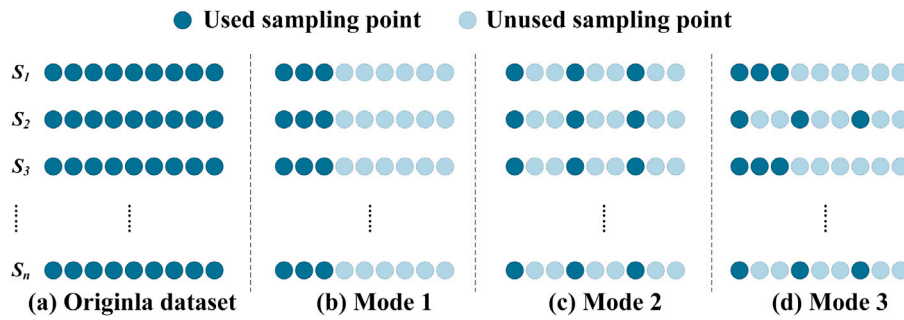 Used sampling point Unused sampling point
S1
S2
S3
Sn
(a) Originla dataset (b) Mode 1 (c) Mode 2 (d) Mode 3